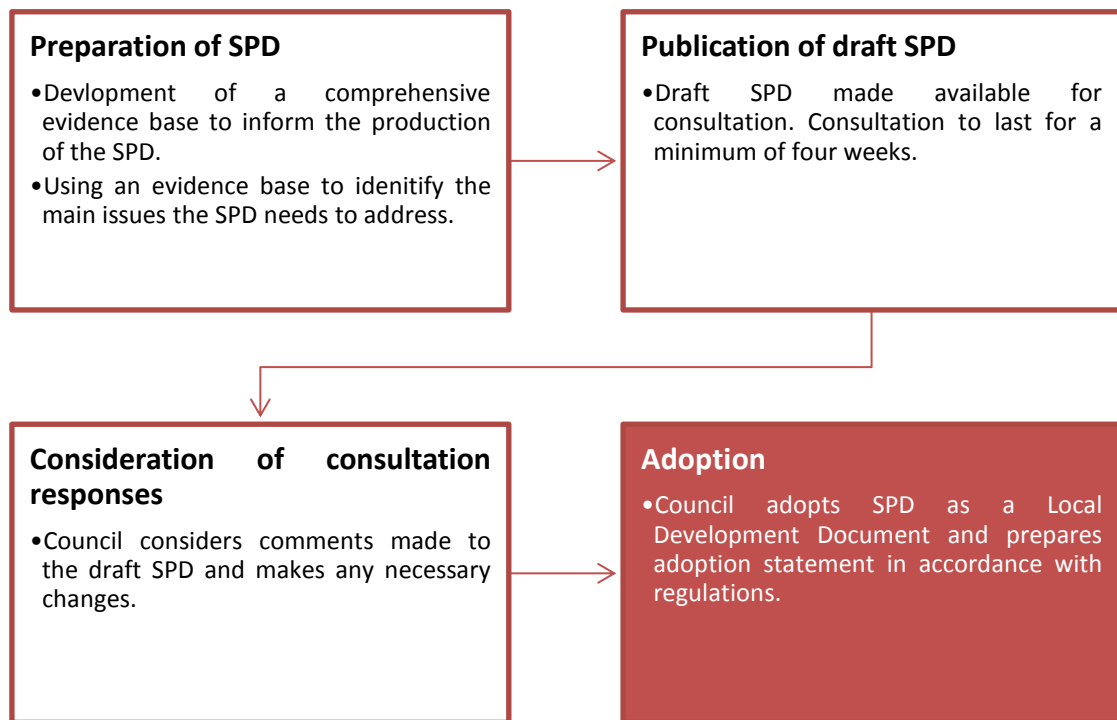 Preparation of SPD
•Devlopment of a comprehensive
evidence base to inform the production
of the SPD.
•Using an evidence base to idenitify the
main issues the SPD needs to address.
Publication of draft SPD
•Draft SPD made available for
consultation. Consultation to last for a
minimum of four weeks.
Consideration of consultation
responses
•Council considers comments made to
the draft SPD and makes any necessary
changes.
Adoption
•Council adopts SPD as a Local
Development Document and prepares
adoption statement in accordance with
regulations.